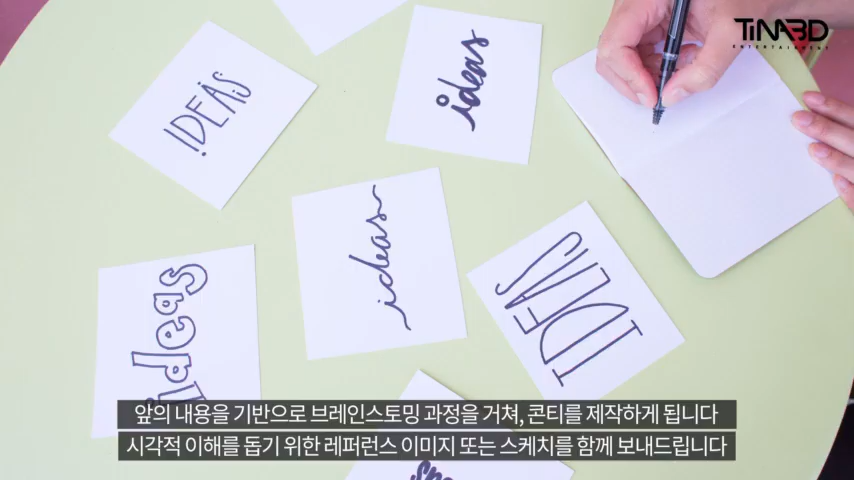 TiNA3D
ENTERTAINMENT
IDEAS
ideas
ideas
IDEAS
ideas
앞의 내용을 기반으로 브레인스토밍 과정을 거쳐, 콘티를 제작하게 됩니다
시각적 이해를 돕기 위한 레퍼런스 이미지 또는 스케치를 함께 보내드립니다